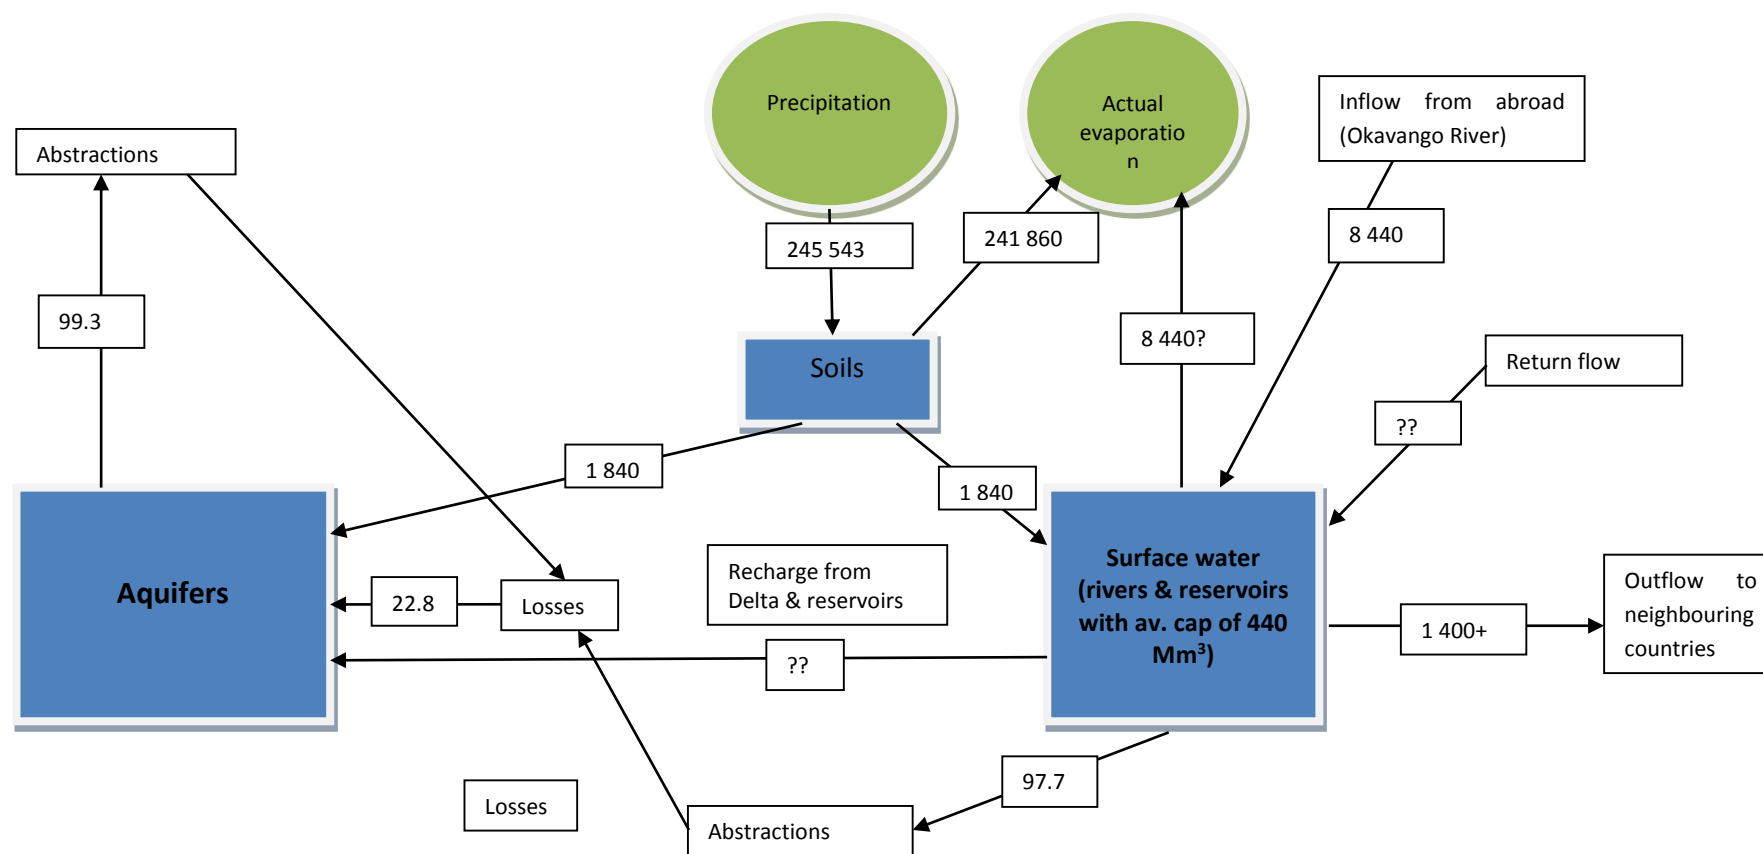 Precipitation
Actual
evaporatio
n
Inflow from abroad
(Okavango River)
Abstractions
245 543
241 860
8 440
99.3
8 440?
Soils
Return flow
??
1 840
1 840
Aquifers
Surface water
(rivers & reservoirs
with av. cap of 440
Mm³)
Recharge from
Delta & reservoirs
22.8
Losses
Outflow to
neighbouring
countries
1 400+
??
97.7
Losses
Abstractions